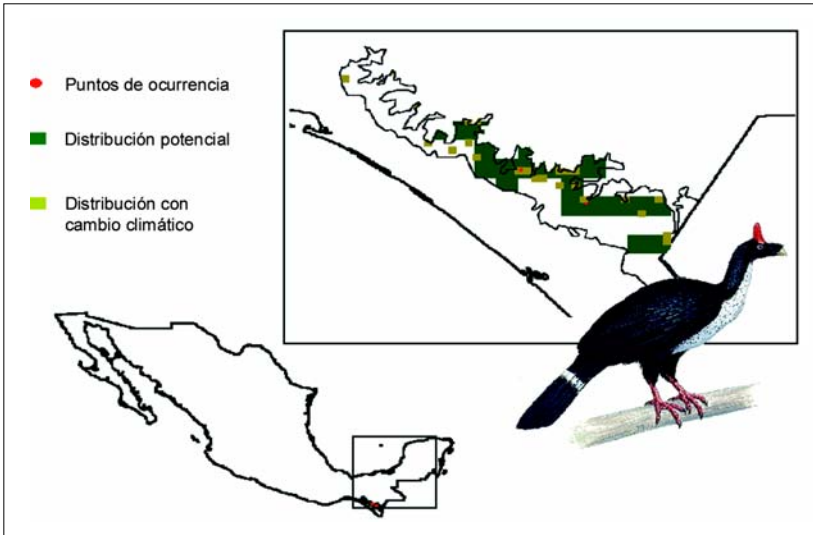 Puntos de ocurrencia
Distribución potencial
Distribución con
cambio climático